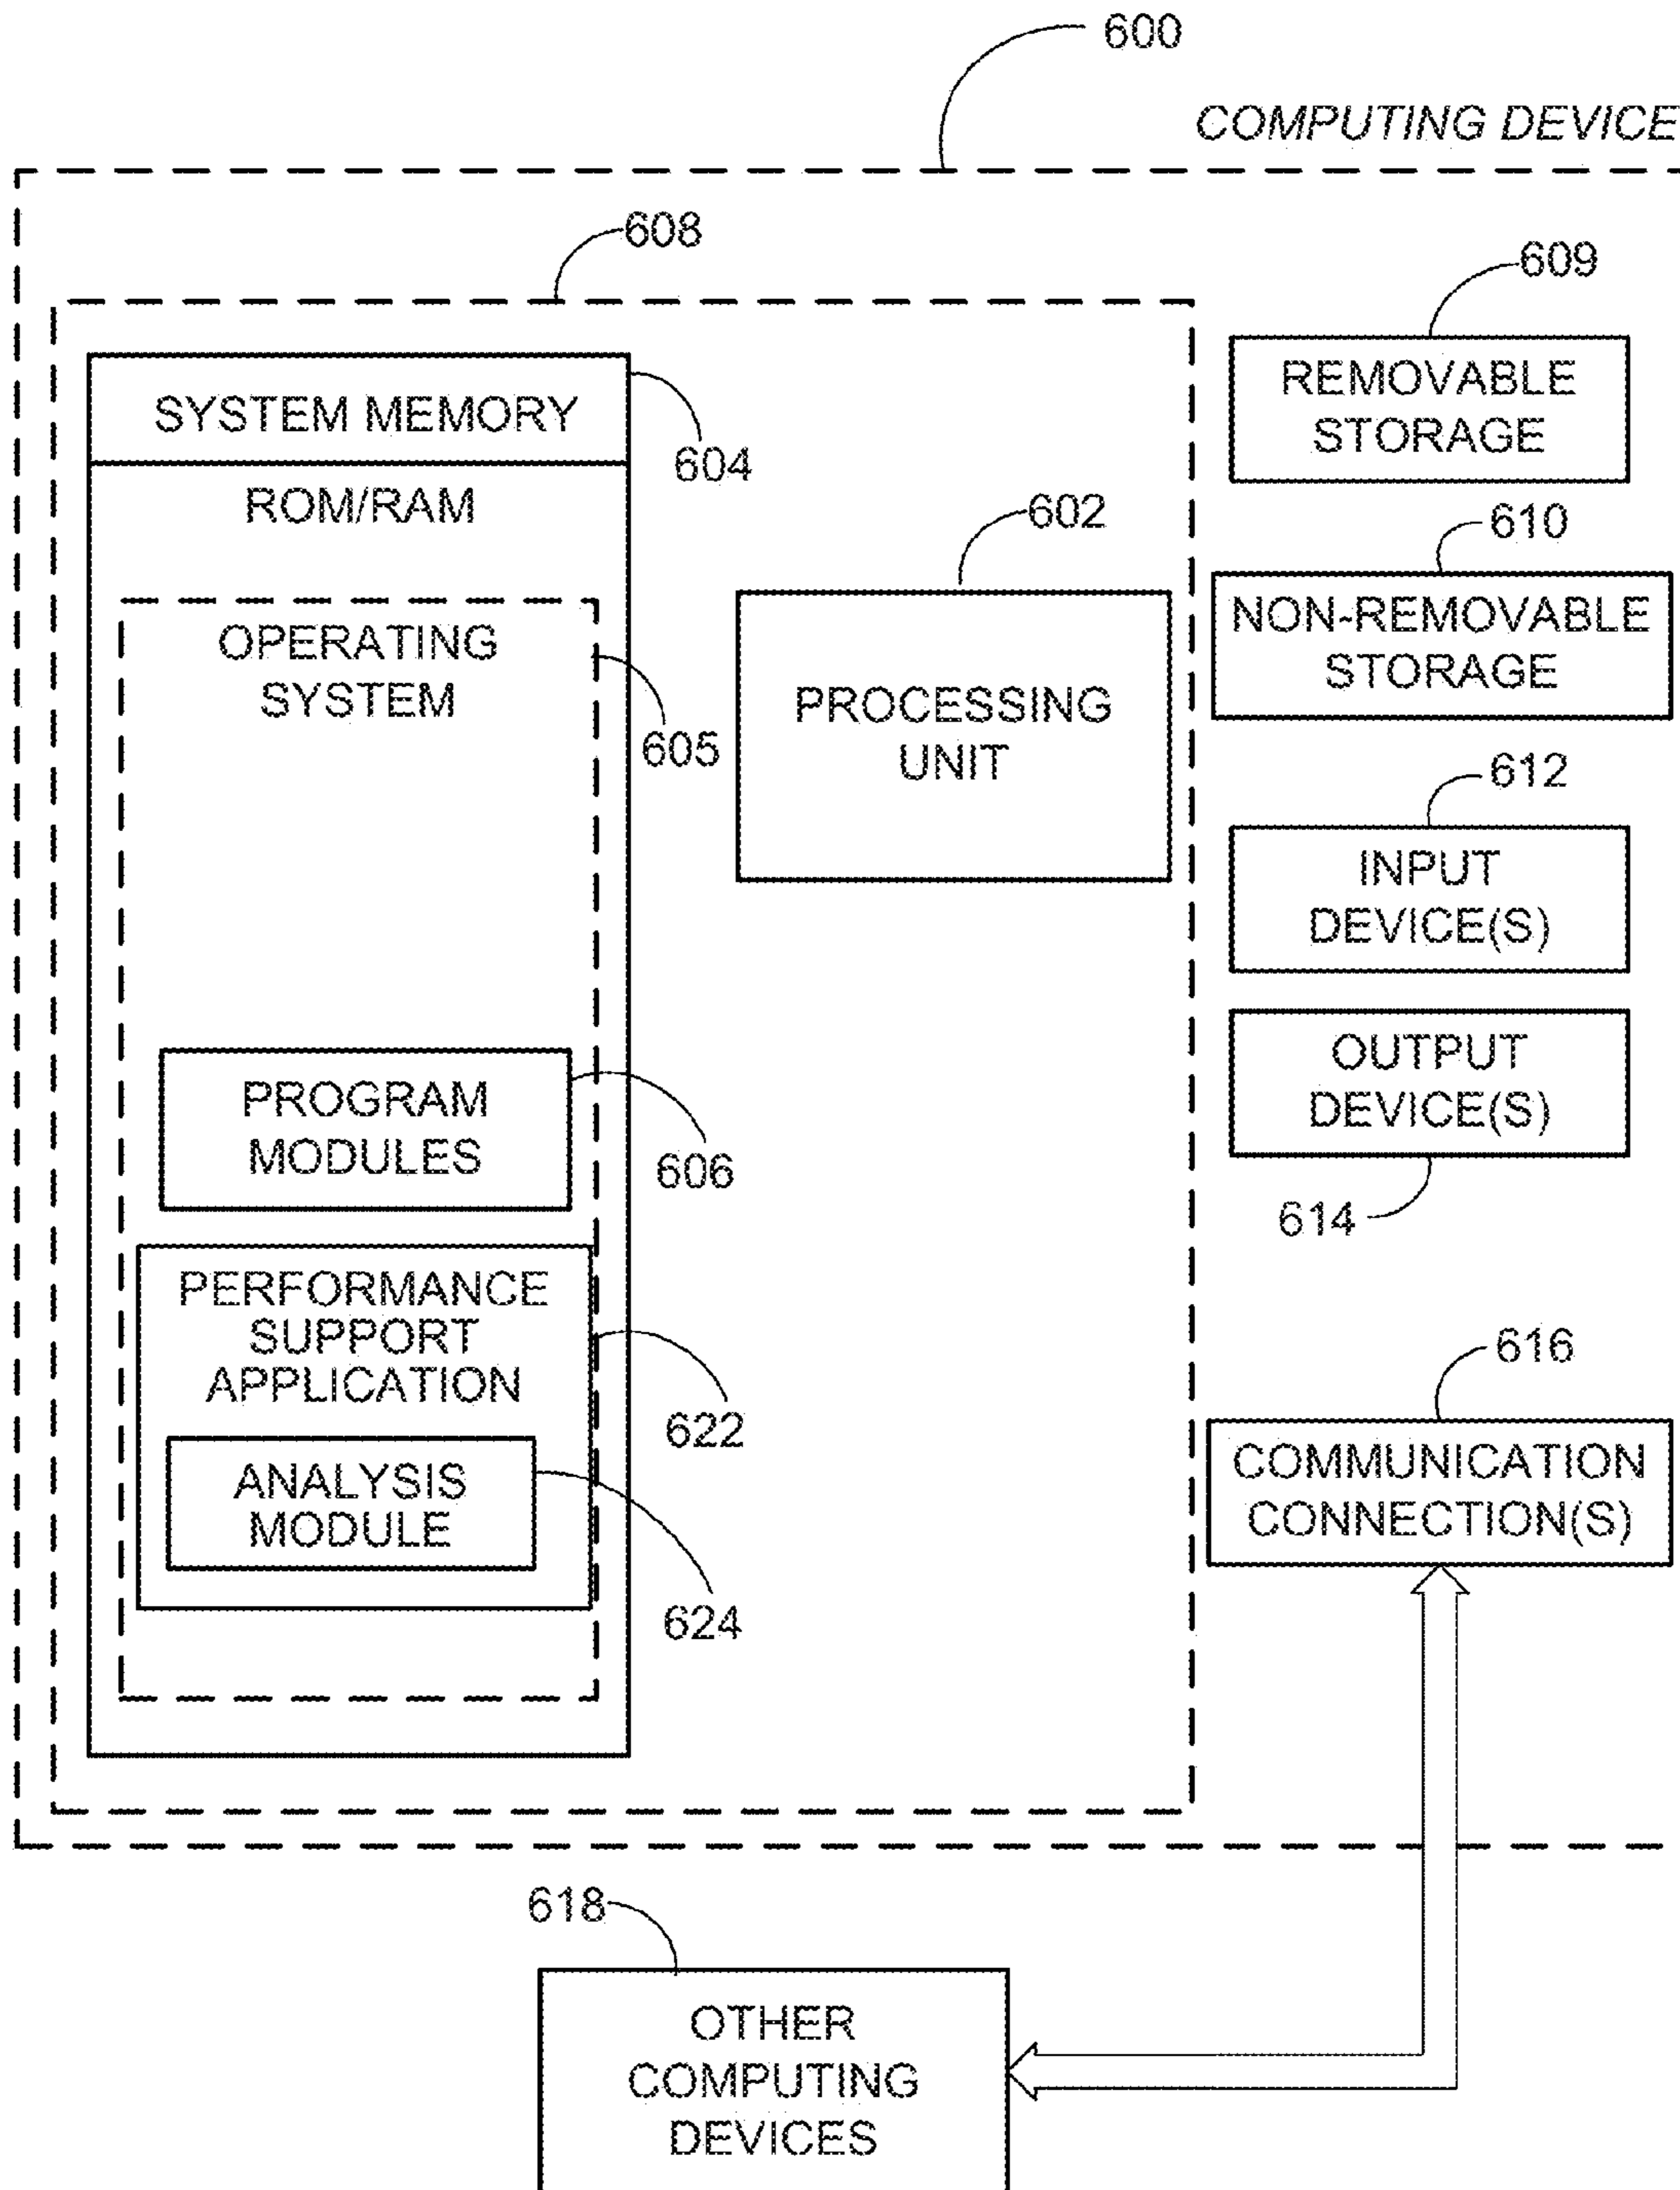 600
COMPUTING DEVICE
608
609
SYSTEM MEMORY
604
REMOVABLE
STORAGE
ROM/RAM
602
610
OPERATING
SYSTEM
605
PROCESSING
UNIT
NON-REMOVABLE
STORAGE
612
INPUT
DEVICE(S)
OUTPUT
DEVICE(S)
614
PROGRAM
MODULES
606
PERFORMANCE
SUPPORT
APPLICATION
622
616
ANALYSIS
MODULE
624
COMMUNICATION
CONNECTION(S)
618
OTHER
COMPUTING
DEVICES